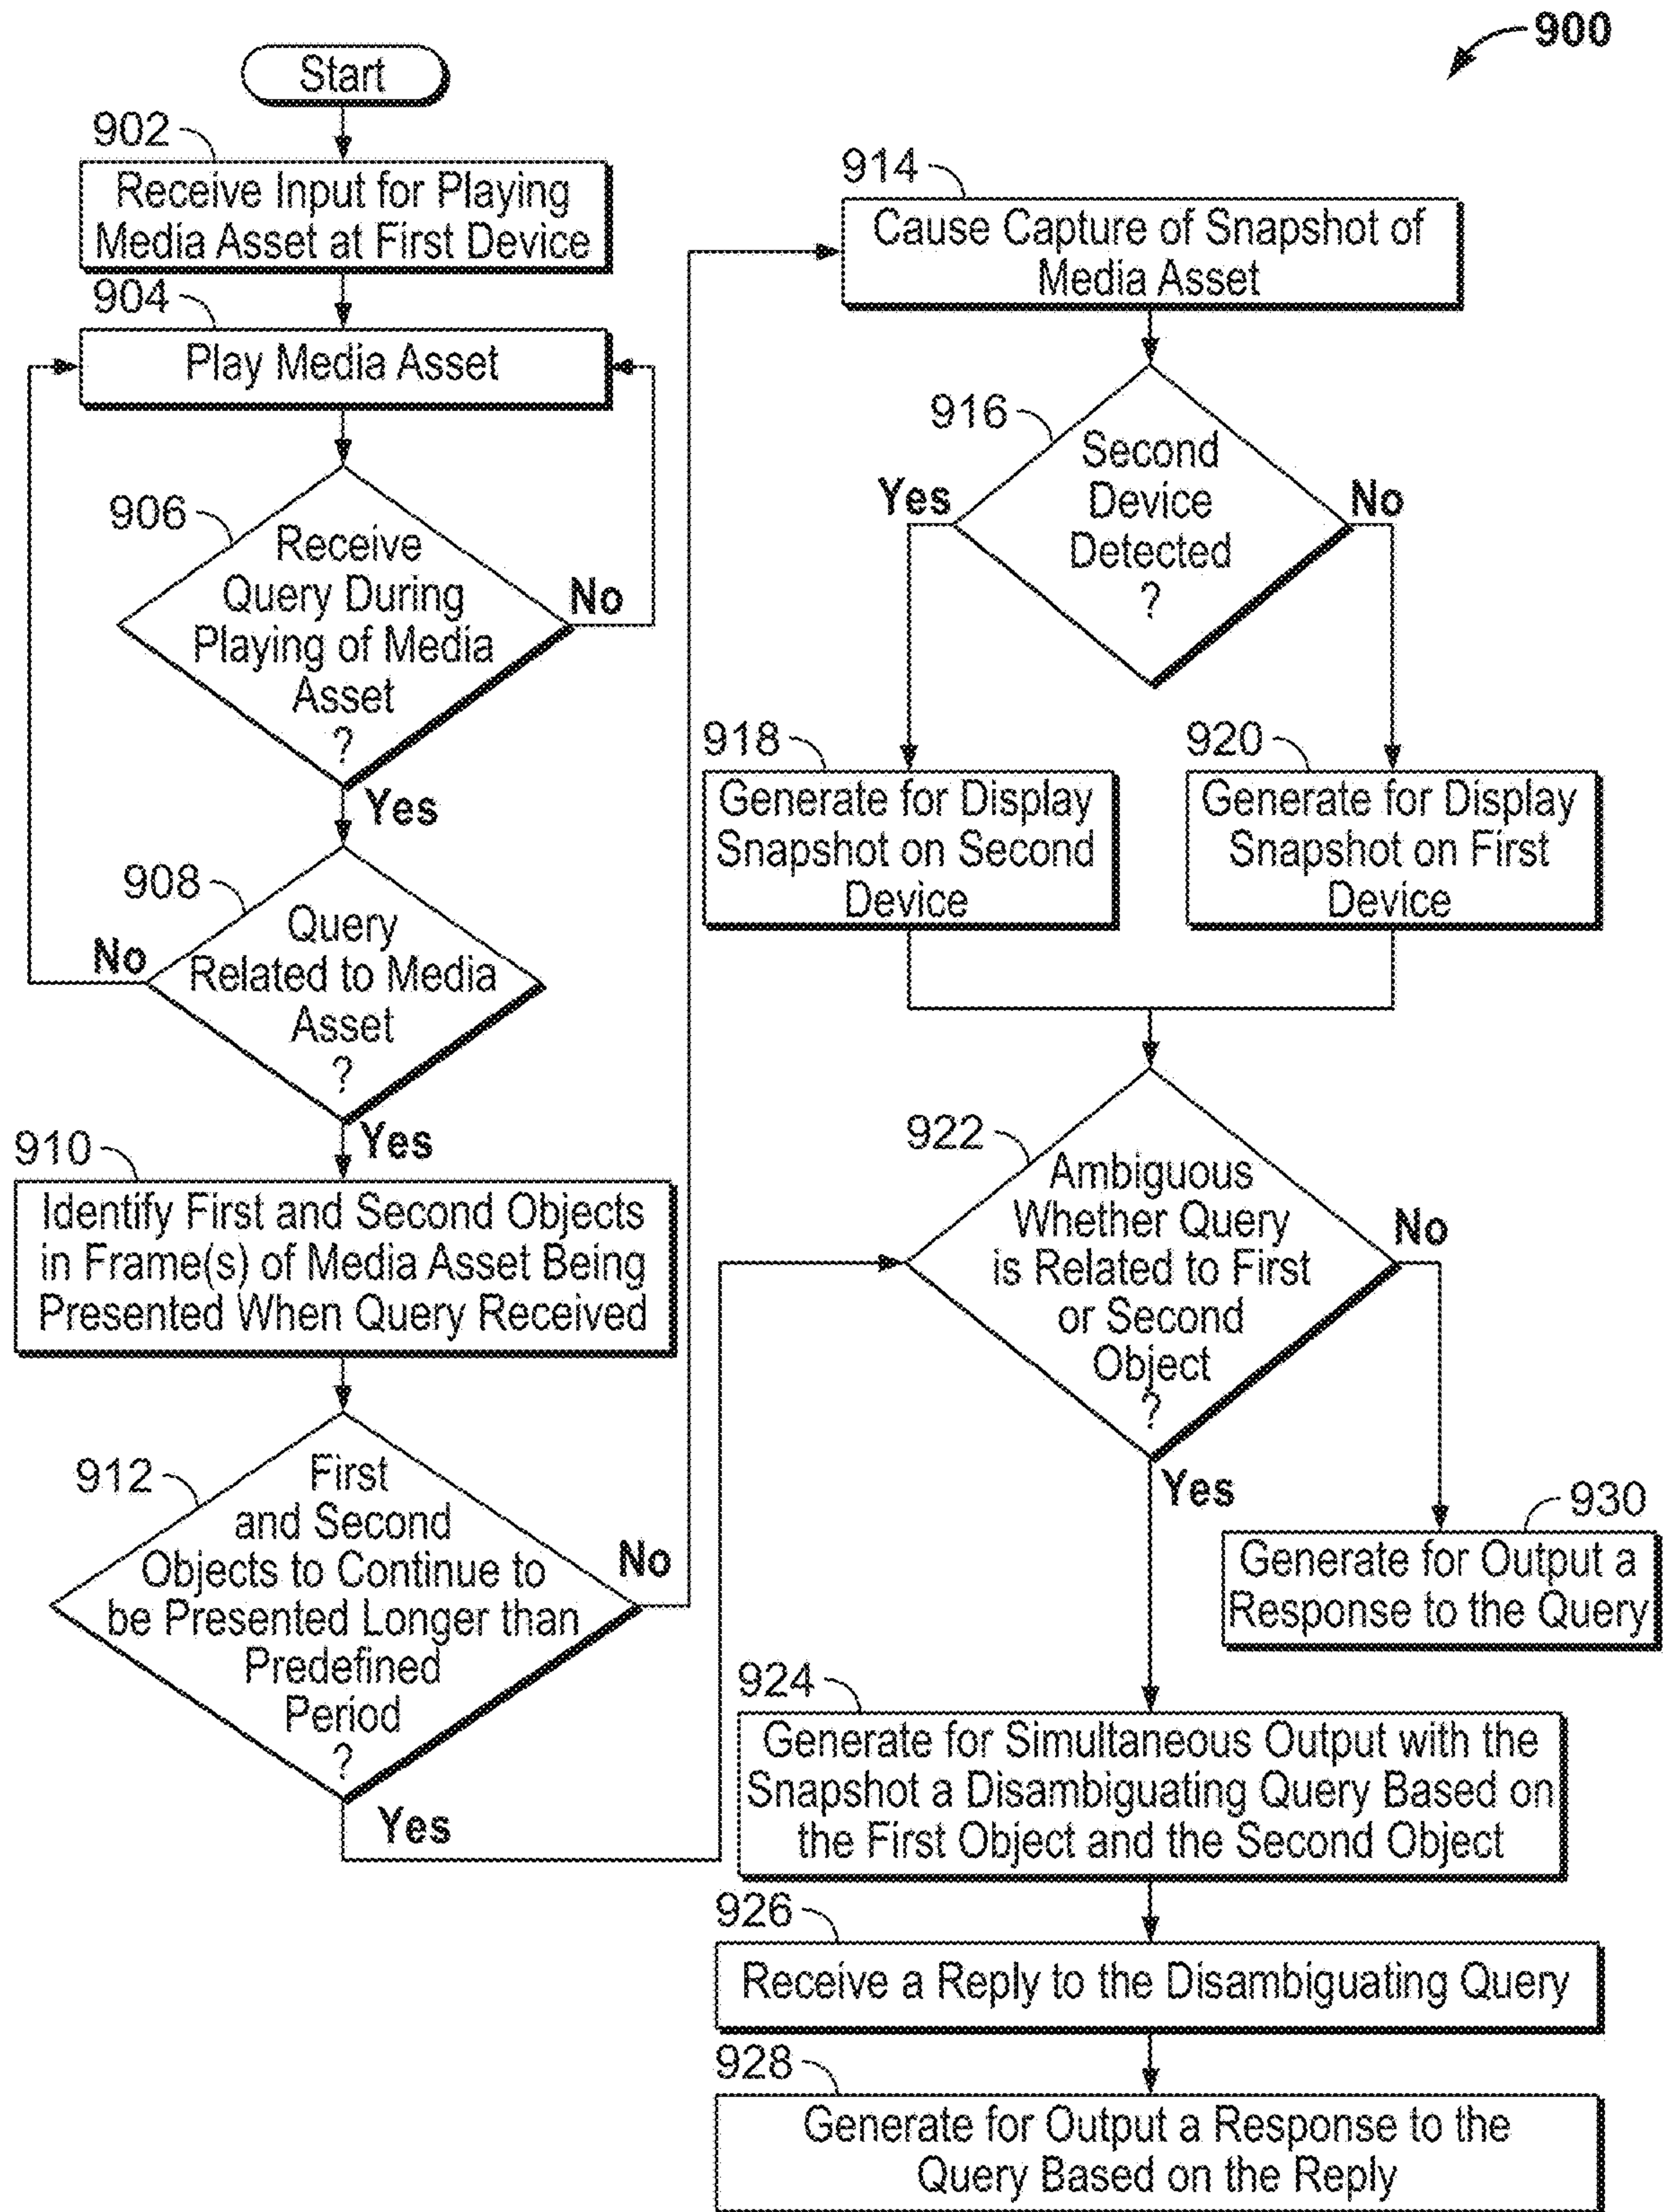 900
Start
902
Receive Input for Playing
Media Asset at First Device
904
Play Media Asset
906
Receive
Query During
Playing of Media
Asset
?
No
Yes
908
Query
Related to Media
Asset
?
No
Yes
910
Identify First and Second Objects
in Frame(s) of Media Asset Being
Presented When Query Received
912
First
and Second
Objects to Continue to
be Presented Longer than
Predefined
Period
?
No
Yes
914
Cause Capture of Snapshot of
Media Asset
916
Second
Device
Detected
?
Yes
No
918
Generate for Display
Snapshot on Second
Device
920
Generate for Display
Snapshot on First
Device
922
Ambiguous
Whether Query
is Related to First
or Second
Object
?
No
Yes
930
Generate for Output a
Response to the Query
924
Generate for Simultaneous Output with the
Snapshot a Disambiguating Query Based on
the First Object and the Second Object
926
Receive a Reply to the Disambiguating Query
928
Generate for Output a Response to the
Query Based on the Reply